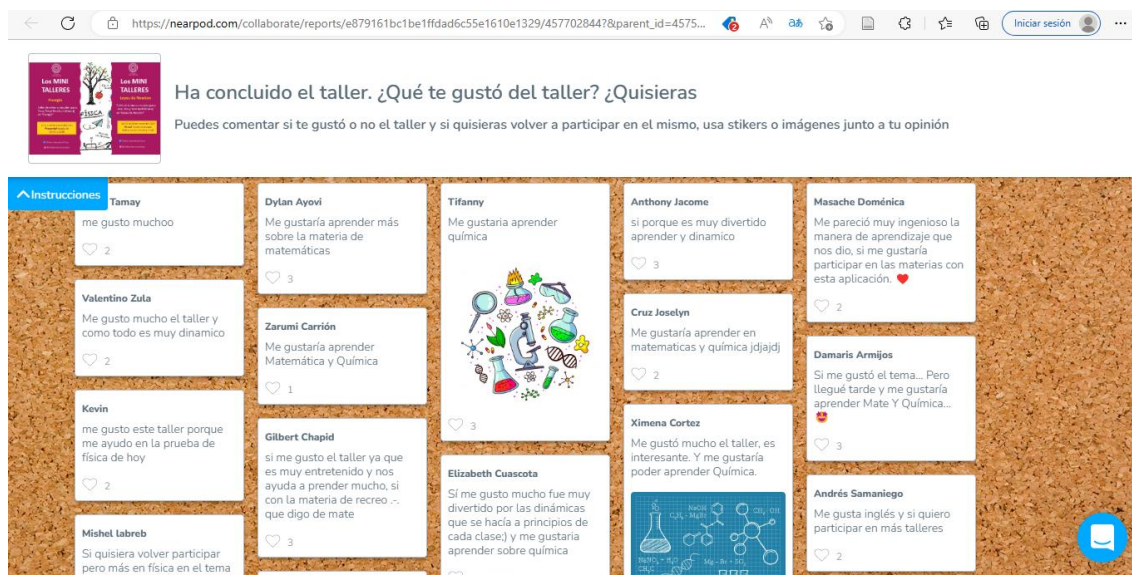 https://nearpod.com/collaborate/reports/e879161bc1be1ffdad6c55e1610e1329/457702844?&parent_id=4575...
2
Iniciar sesión
Los MINI
TALLERES
Los MINI
TALLERES
FÍSICA
Ha concluido el taller. ¿Qué te gustó del taller? ¿Quisieras
Puedes comentar si te gustó o no el taller y si quisieras volver a participar en el mismo, usa stikers o imágenes junto a tu opinión
Instrucciones
Tamay
me gusto muchoo
2
Valentino Zula
Me gusto mucho el taller y
como todo es muy dinamico
2
Kevin
me gusto este taller porque
me ayudo en la prueba de
física de hoy
2
Mishel labreb
Si quisiera volver participar
pero más en física en el tema
Dylan Ayovi
Me gustaría aprender más
sobre la materia de
matemáticas
3
Zarumi Carrión
Me gustaría aprender
Matemática y Química
1
Gilbert Chapid
si me gusto el taller ya que
es muy entretenido y nos
ayuda a prender mucho, si
con la materia de recreo .-.
que digo de mate
3
Tifanny
Me gustaria aprender
química
3
Elizabeth Cuascota
Sí me gusto mucho fue muy
divertido por las dinámicas
que se hacía a principios de
cada clase;) y me gustaria
aprender sobre química
Anthony Jacome
si porque es muy divertido
aprender y dinamico
3
Cruz Joselyn
Me gustaría aprender en
matematicas y química jdjajdj
2
Ximena Cortez
Me gustó mucho el taller, es
interesante. Y me gustaría
poder aprender Química.
Masache Doménica
Me pareció muy ingenioso la
manera de aprendizaje que
nos dio, si me gustaría
participar en las materias con
esta aplicación. ❤️
2
Damaris Armijos
Si me gustó el tema... Pero
llegué tarde y me gustaría
aprender Mate Y Química...
🤩
3
Andrés Samaniego
Me gusta inglés y si quiero
participar en más talleres
2